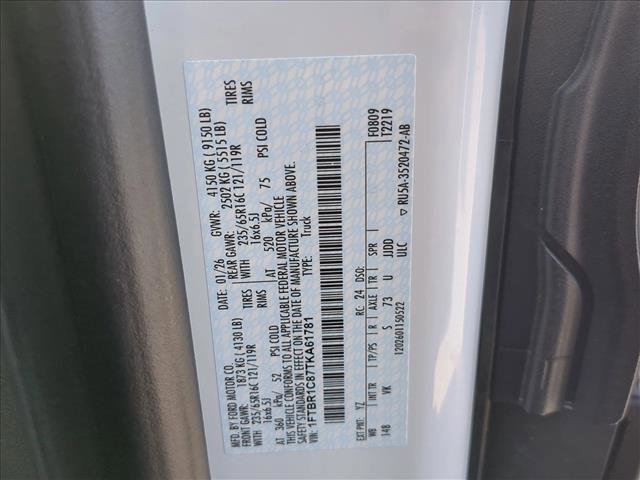 MFD. BY FORD MOTOR CO.
DATE: 01/26 GVWR: 4150 KG ( 9150 LB)
FRONT GAWR: 1873 KG ( 4130 LB) REAR GAWR: 2502 KG ( 5515 LB)
WITH 235/65R16C 121/119R TIRES WITH 235/65R16C 121/119R TIRES
16x6.5J RIMS 16x6.5J RIMS
AT 360 kPa/ 52 PSI COLD AT 520 kPa/ 75 PSI COLD
THIS VEHICLE CONFORMS TO ALL APPLICABLE FEDERAL MOTOR VEHICLE
SAFETY STANDARDS IN EFFECT ON THE DATE OF MANUFACTURE SHOWN ABOVE.
VIN: 1FTBR1C87TKA61781 TYPE: Truck
F0809
T2219
EXT PNT: YZ RC: 24 DSO:
WB INT TR TP/PS R AXLE TR SPR
148 VK S 73 U JJDD
ULC
1202601150522
RU5A-3520472-AB